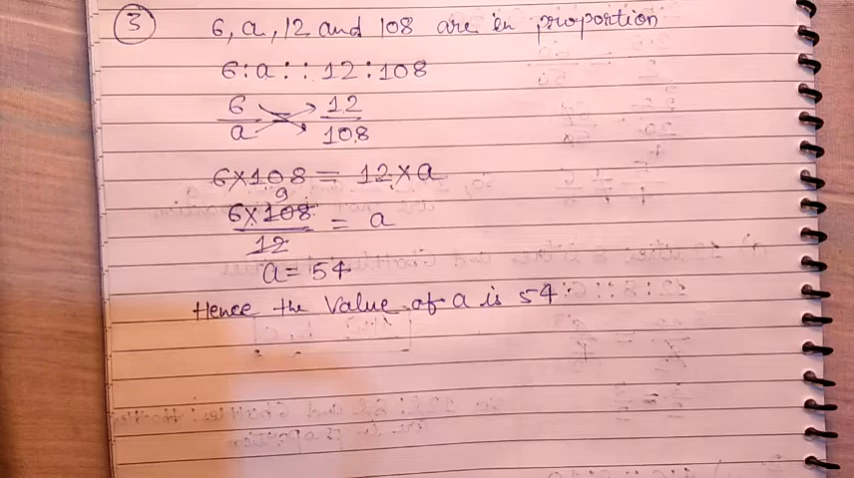 3 6, a, 12 and 108 are in proportion
6:a::12:108
6/a = 12/108
6×108 = 12×a
9
6×108/12 = a
a = 54
Hence the Value of a is 54.